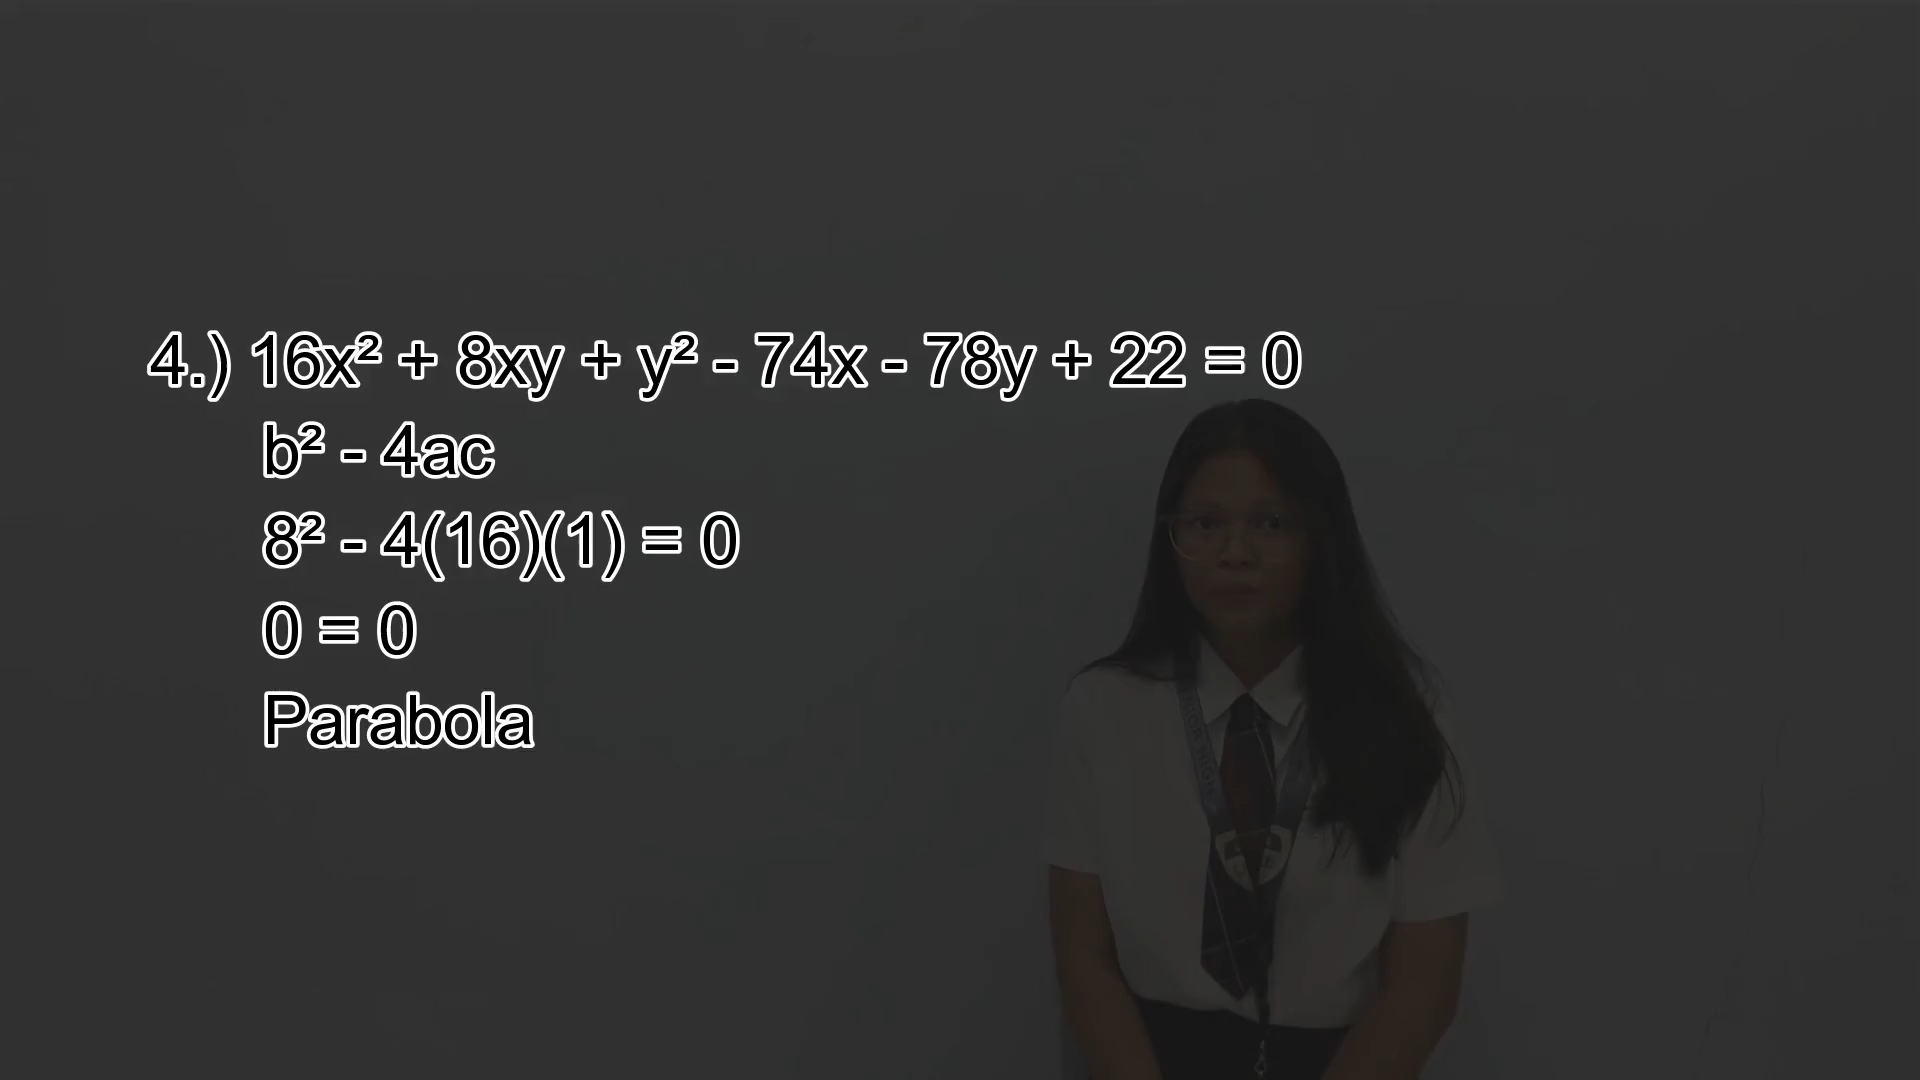 4.) 16x² + 8xy + y² - 74x - 78y + 22 = 0
b² - 4ac
8² - 4(16)(1) = 0
0 = 0
Parabola